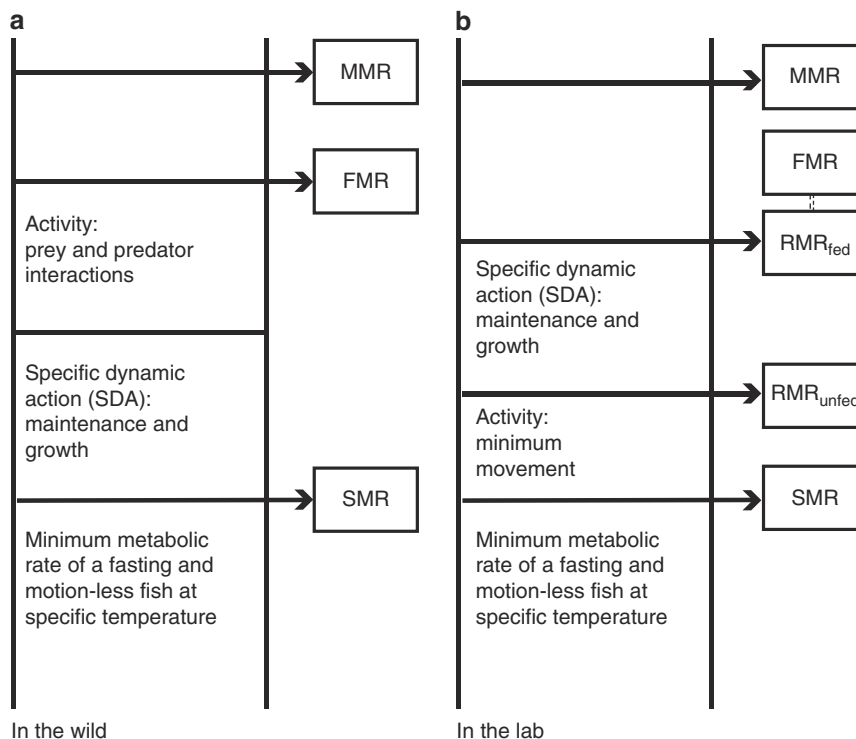 a
MMR
FMR
Activity:
prey and predator
interactions
Specific dynamic
action (SDA):
maintenance and
growth
SMR
Minimum metabolic
rate of a fasting and
motion-less fish at
specific temperature
In the wild
b
MMR
FMR
RMRfed
Specific dynamic
action (SDA):
maintenance and
growth
RMRunfed
Activity:
minimum
movement
SMR
Minimum metabolic
rate of a fasting and
motion-less fish at
specific temperature
In the lab